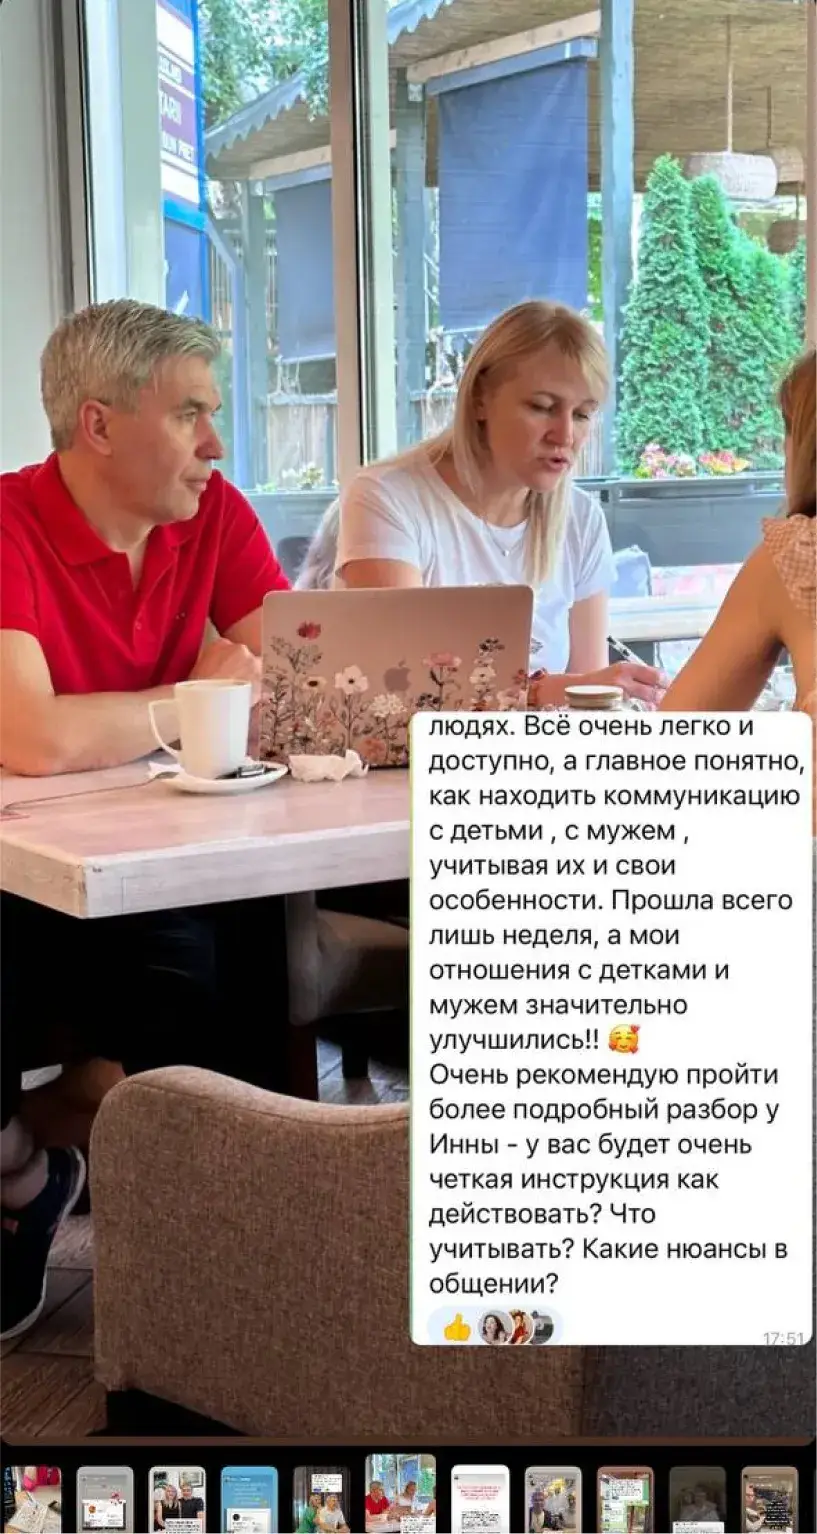 людях. Всё очень легко и
доступно, а главное понятно,
как находить коммуникацию
с детьми , с мужем ,
учитывая их и свои
особенности. Прошла всего
лишь неделя, а мои
отношения с детками и
мужем значительно
улучшились!! 🥰
Очень рекомендую пройти
более подробный разбор у
Инны - у вас будет очень
четкая инструкция как
действовать? Что
учитывать? Какие нюансы в
общении?
17:51